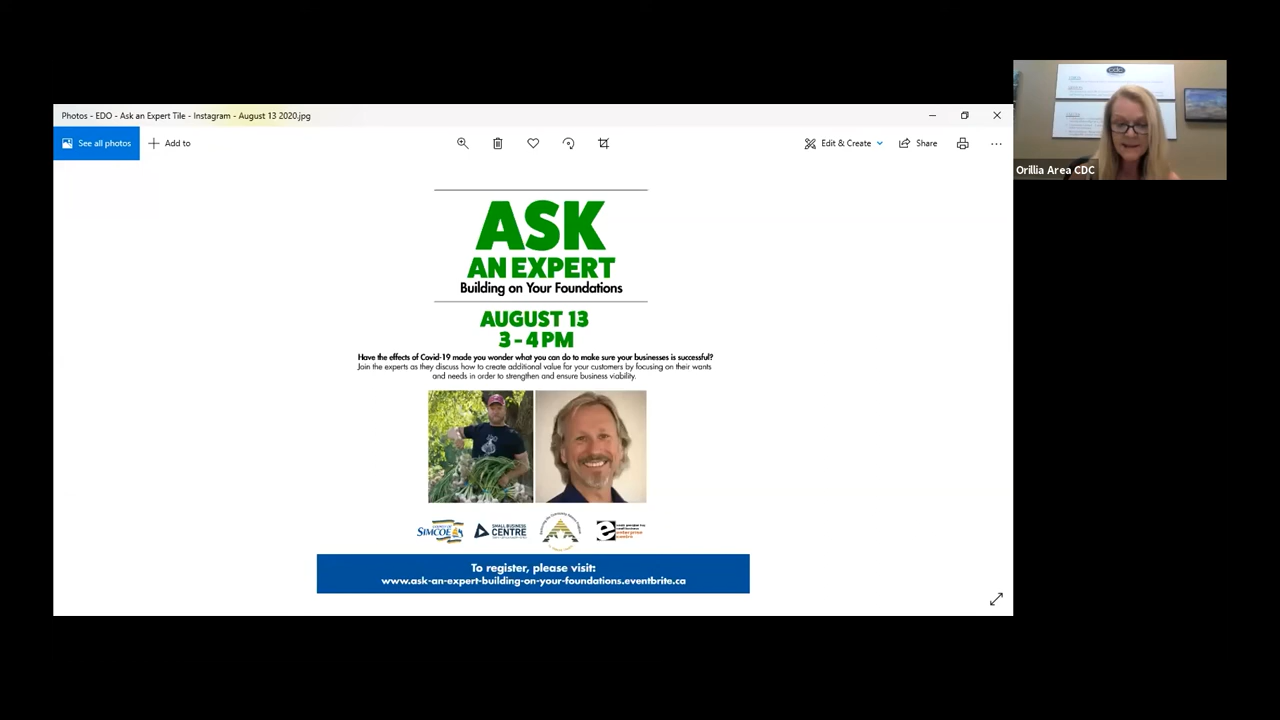 Photos - EDO - Ask an Expert Tile - Instagram - August 13 2020.jpg
See all photos
Add to
Edit & Create
Share
Orillia Area CDC
ASK
AN EXPERT
Building on Your Foundations
AUGUST 13
3 - 4 PM
Have the effects of Covid-19 made you wonder what you can do to make sure your businesses is successful?
Join the experts as they discuss how to create additional value for your customers by focusing on their wants
and needs in order to strengthen and ensure business viability.
SIMCOE
SMALL BUSINESS
CENTRE
enterprise
centre
To register, please visit:
www.ask-an-expert-building-on-your-foundations.eventbrite.ca